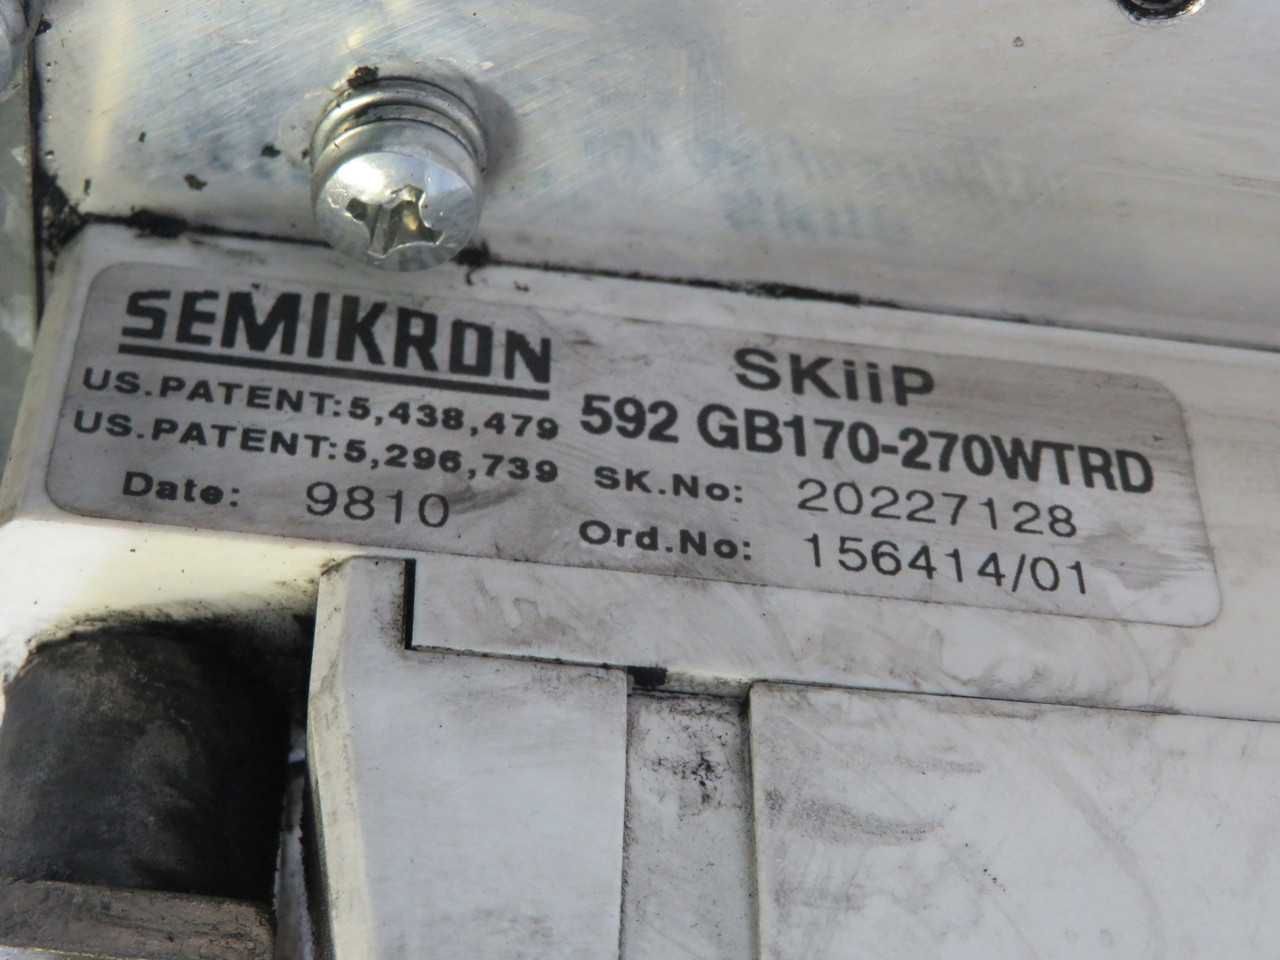 SEMIKRON
US.PATENT:5,438,479
US.PATENT:5,296,739
Date: 9810
SKiiP
592 GB170-270WTRD
SK.No: 20227128
Ord.No: 156414/01